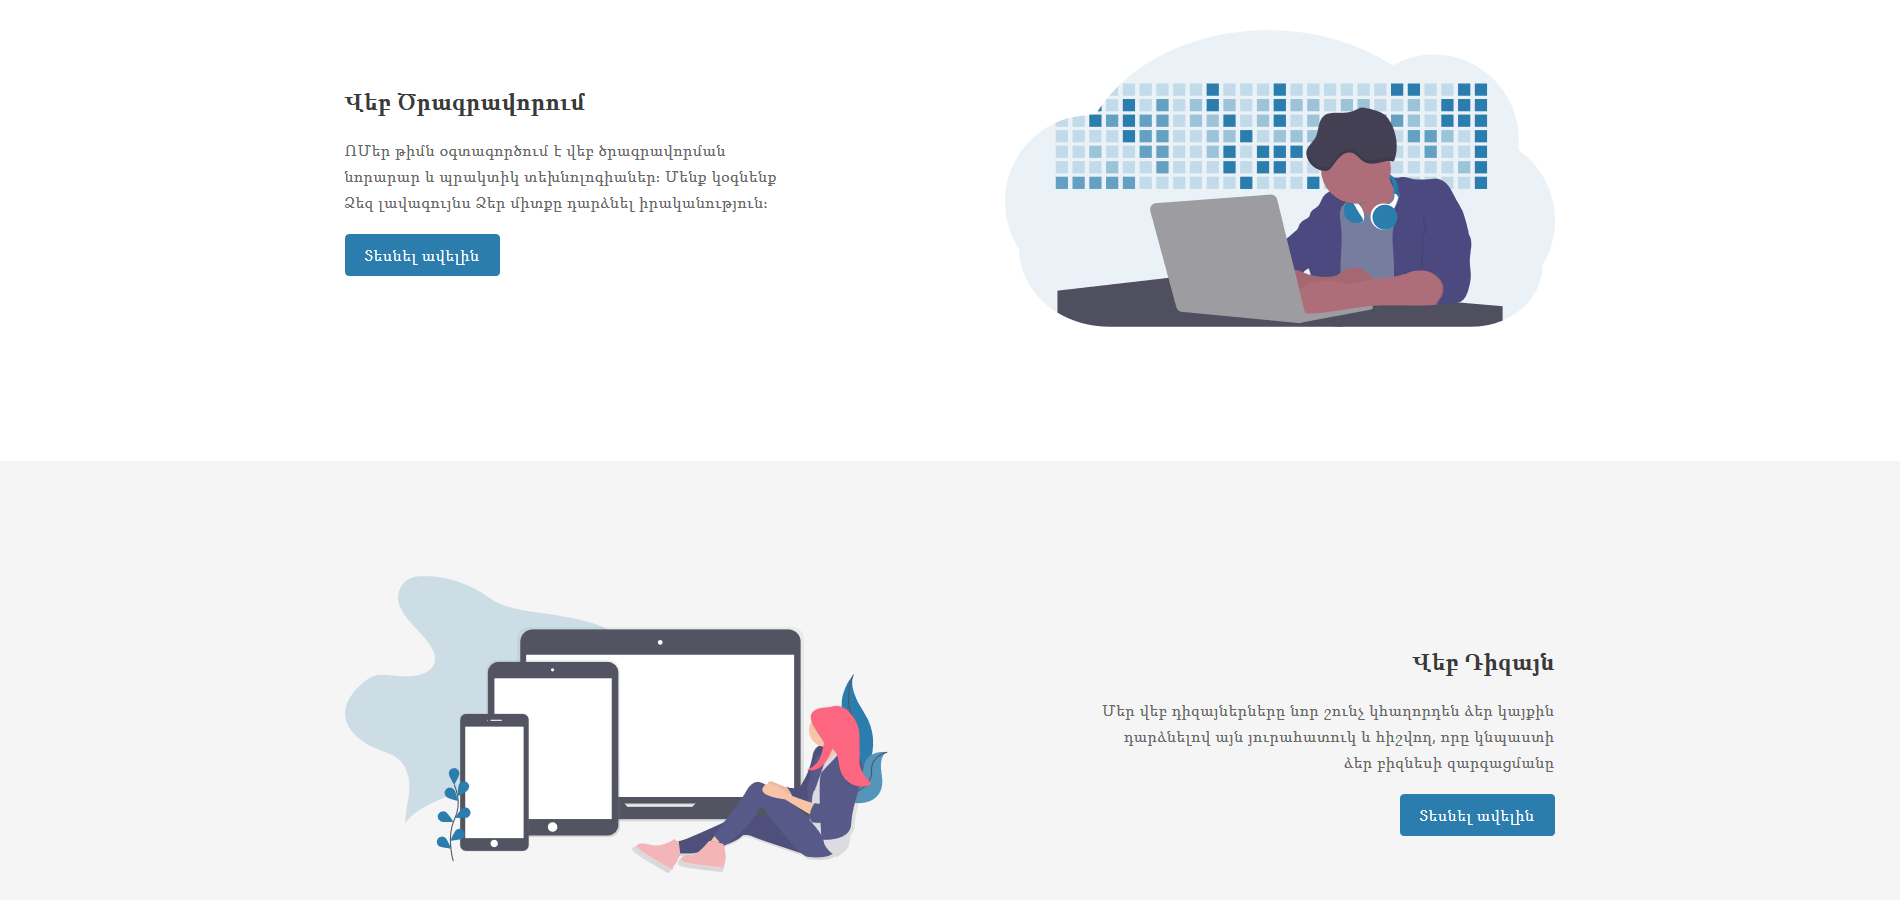 Վեբ Ծրագրավորում
ՈՄեր թիմն օգտագործում է վեբ ծրագրավորման
նորարար և պրակտիկ տեխնոլոգիաներ: Մենք կօգնենք
Ձեզ լավագույնս Ձեր միտքը դարձնել իրականություն:
Տեսնել ավելին
Վեբ Դիզայն
Մեր վեբ դիզայներները նոր շունչ կհաղորդեն ձեր կայքին
դարձնելով այն յուրահատուկ և հիշվող, որը կնպաստի
ձեր բիզնեսի զարգացմանը
Տեսնել ավելին